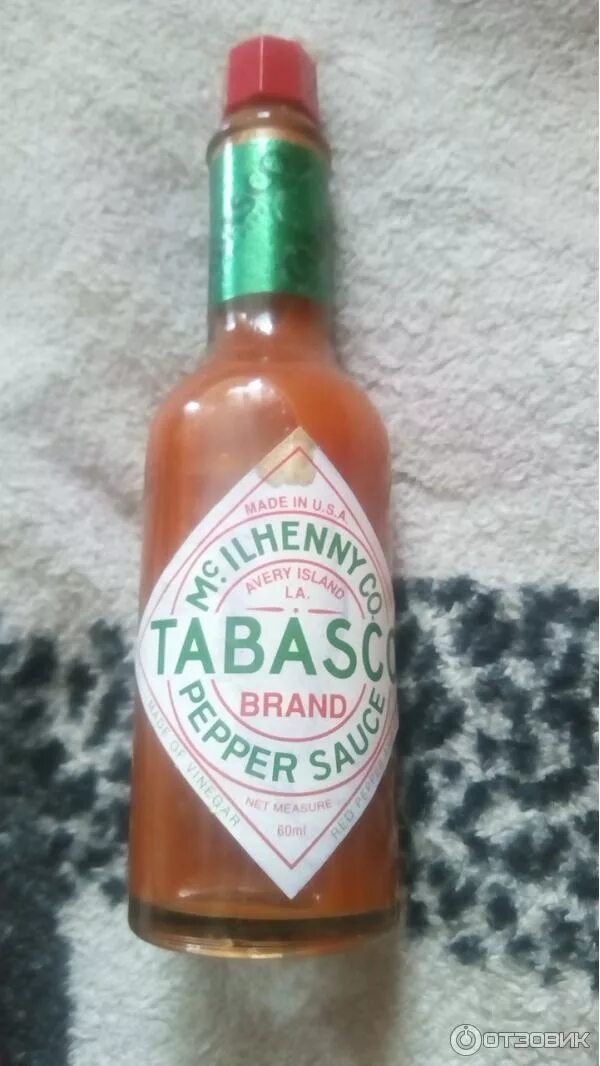 MADE IN U.S.A.
McILHENNY CO.
AVERY ISLAND
LA.
TABASCO
BRAND
PEPPER SAUCE
MADE OF VINEGAR
RED PEPPER
NET MEASURE
60ml
ОТЗОВИК